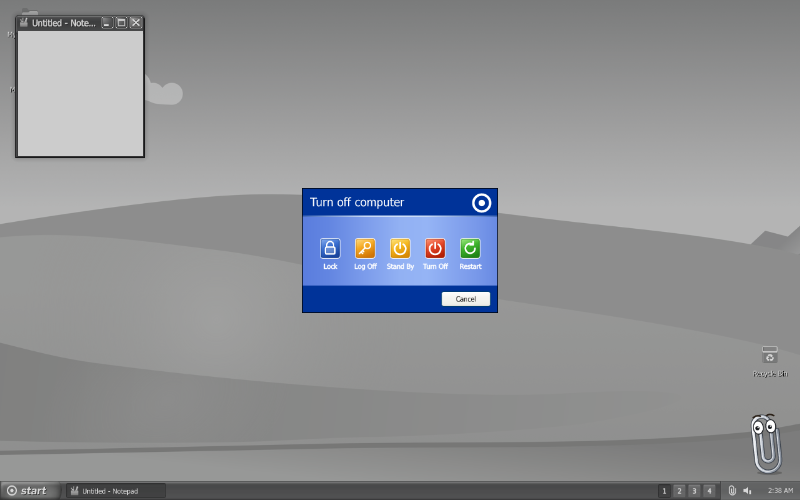 Untitled - Note...
Turn off computer
Lock
Log Off
Stand By
Turn Off
Restart
Cancel
Recycle Bin
start
Untitled - Notepad
1 2 3 4
2:38 AM